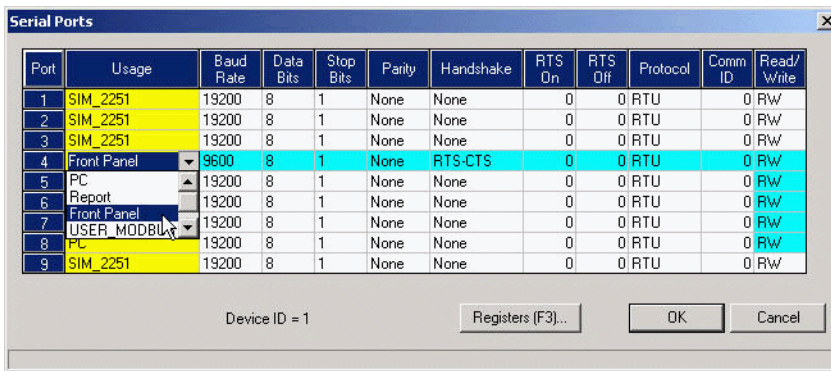 Serial Ports
Port Usage Baud Rate Data Bits Stop Bits Parity Handshake RTS On RTS Off Protocol Comm ID Read/Write
1 SIM_2251 19200 8 1 None None 0 0 RTU 0 RW
2 SIM_2251 19200 8 1 None None 0 0 RTU 0 RW
3 SIM_2251 19200 8 1 None None 0 0 RTU 0 RW
4 Front Panel 9600 8 1 None RTS-CTS 0 0 RTU 0 RW
5 PC 19200 8 1 None None 0 0 RTU 0 RW
6 Report 19200 8 1 None None 0 0 RTU 0 RW
7 Front Panel 19200 8 1 None None 0 0 RTU 0 RW
USER_MODBU
8 PC 19200 8 1 None None 0 0 RTU 0 RW
9 SIM_2251 19200 8 1 None None 0 0 RTU 0 RW
Device ID = 1 Registers (F3)... OK Cancel